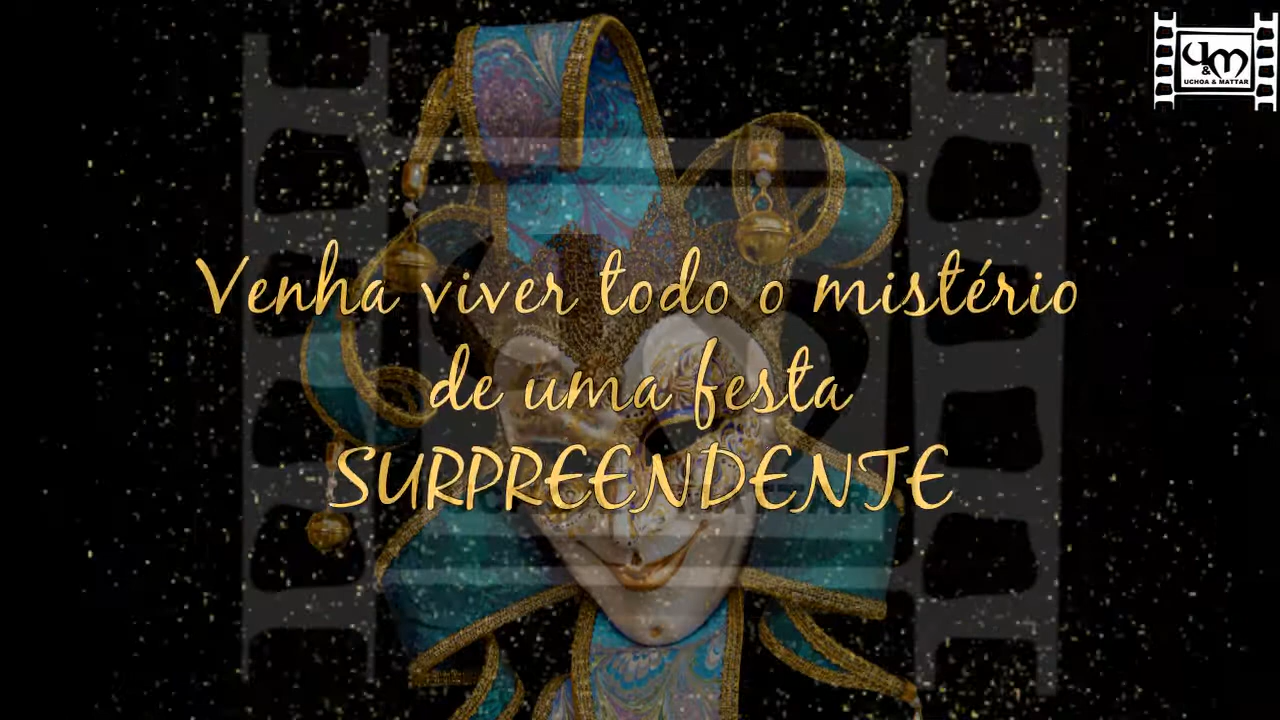 U&M
UCHOA & MATTAR
Venha viver todo o mistério
de uma festa
SURPREENDENTE